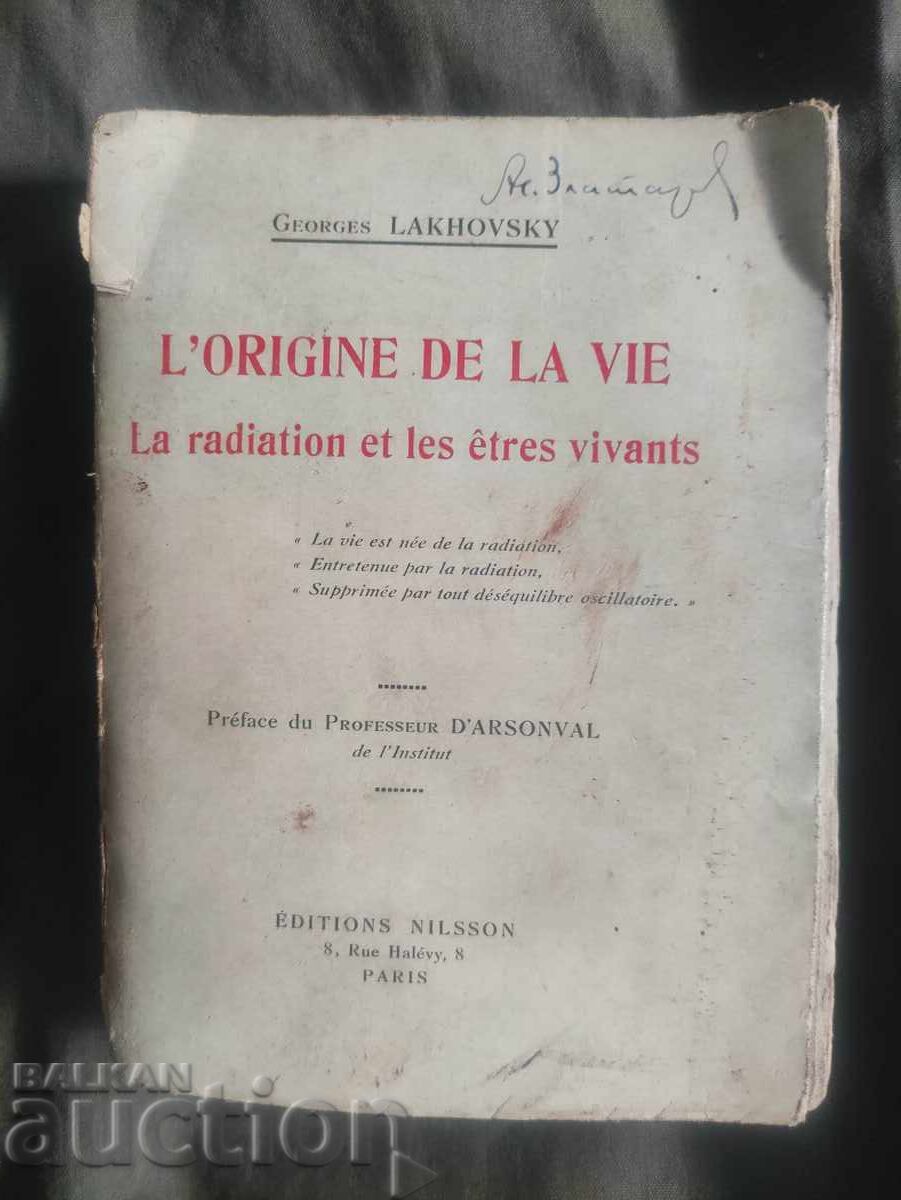 Ас. Златаров
GEORGES LAKHOVSKY
L'ORIGINE DE LA VIE
La radiation et les êtres vivants
« La vie est née de la radiation,
« Entretenue par la radiation,
« Supprimée par tout déséquilibre oscillatoire. »
Préface du PROFESSEUR D'ARSONVAL
de l'Institut
ÉDITIONS NILSSON
8, Rue Halévy, 8
PARIS
BALKAN
auction